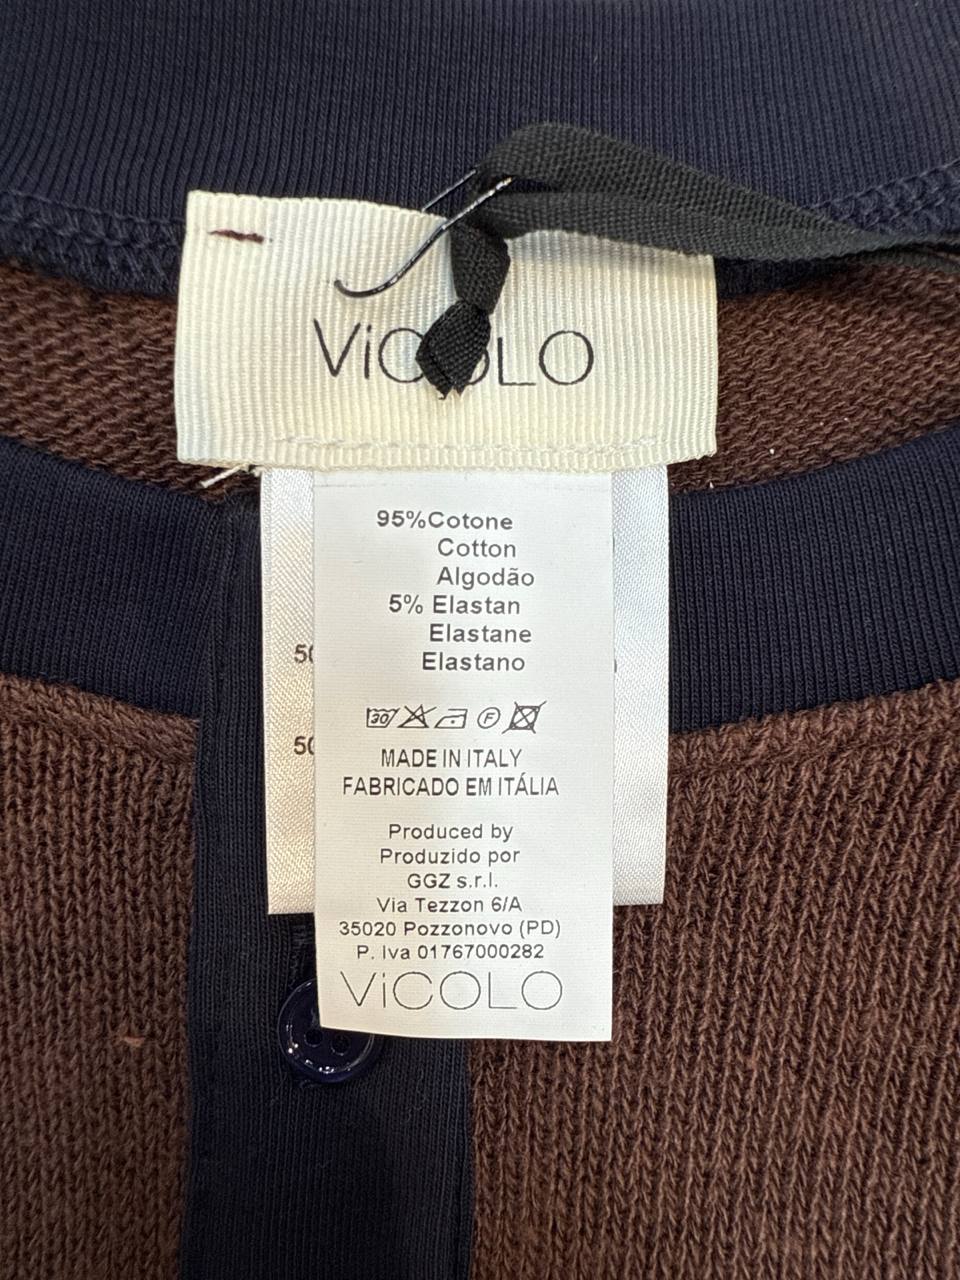 ViCOLO
95%Cotone
Cotton
Algodão
5% Elastan
Elastane
Elastano
30 F
MADE IN ITALY
FABRICADO EM ITÁLIA
Produced by
Produzido por
GGZ s.r.l.
Via Tezzon 6/A
35020 Pozzonovo (PD)
P. Iva 01767000282
ViCOLO